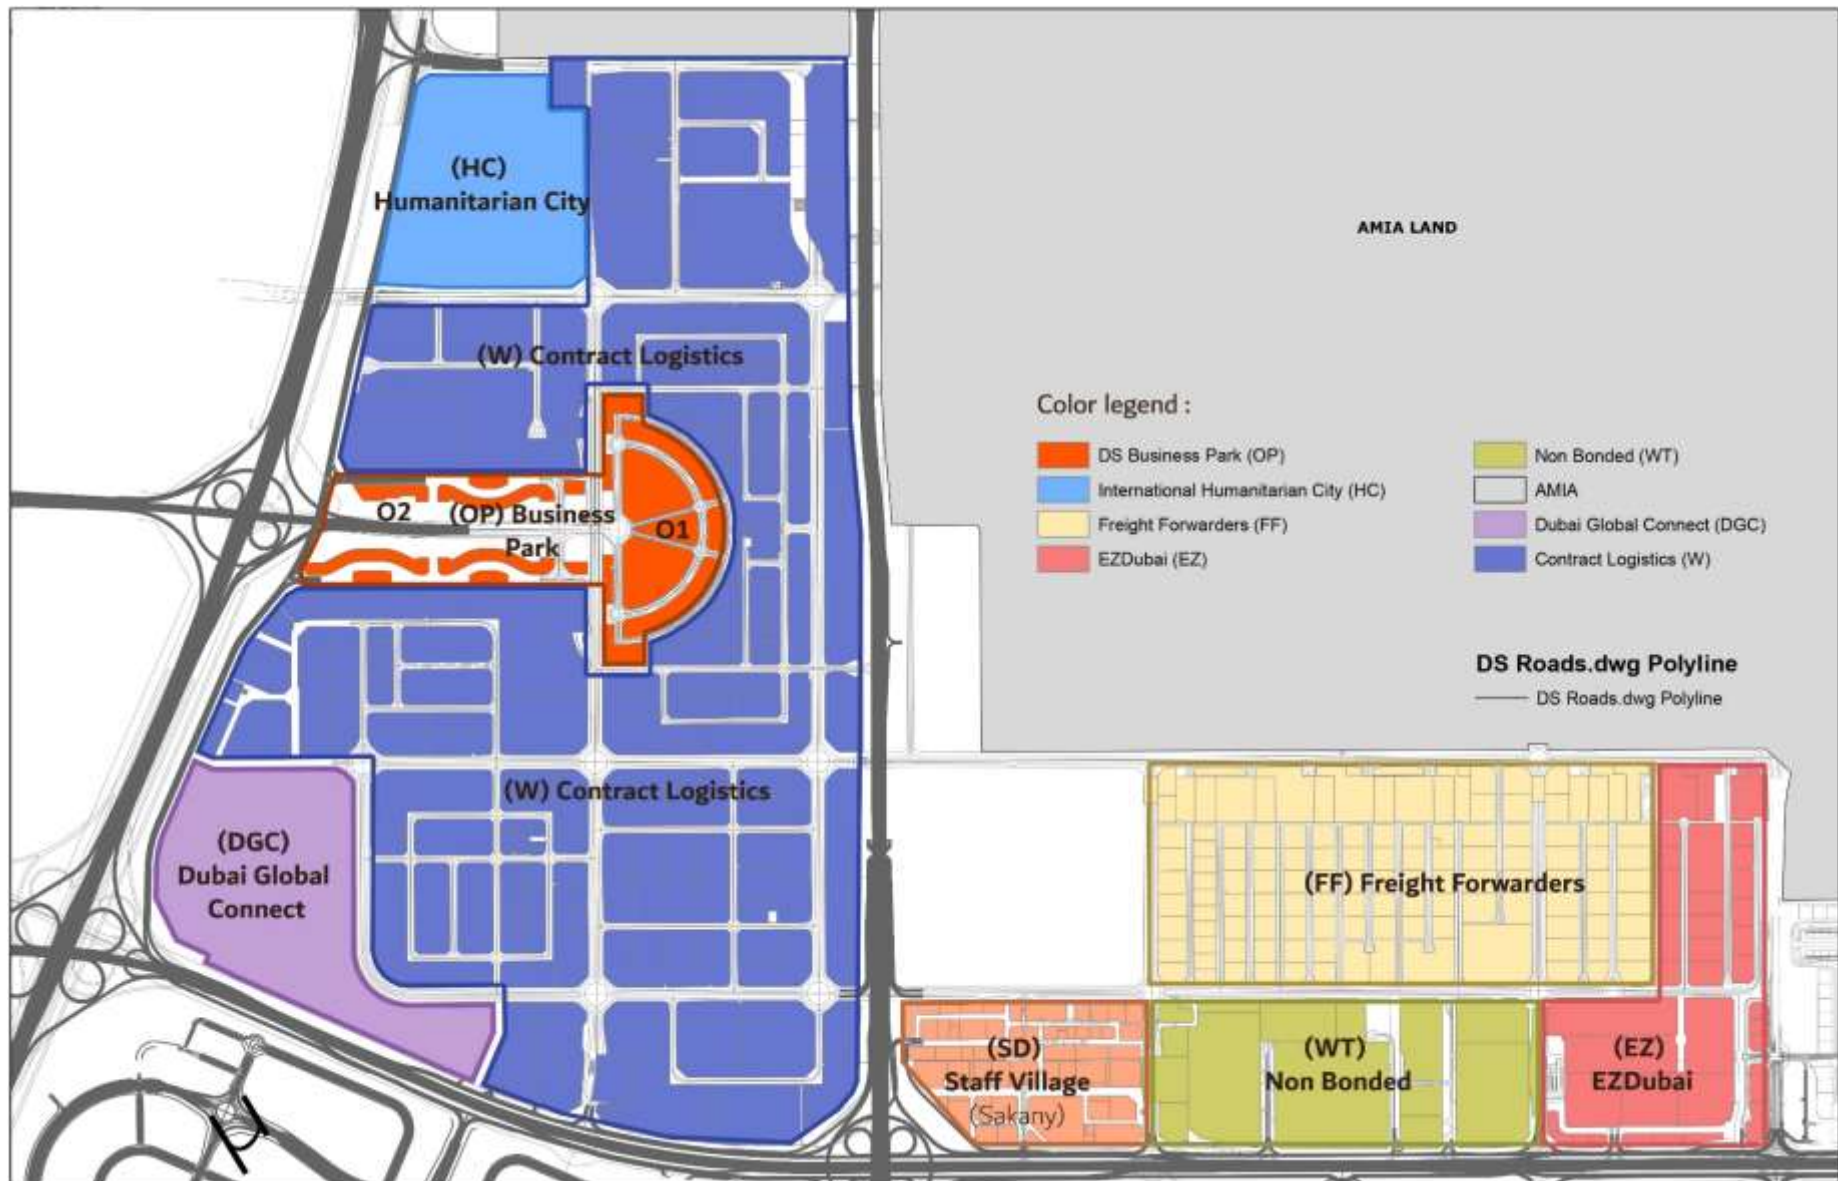 (HC)
Humanitarian City
AMIA LAND
(W) Contract Logistics
Color legend :
DS Business Park (OP)
International Humanitarian City (HC)
Freight Forwarders (FF)
EZDubai (EZ)
Non Bonded (WT)
AMIA
Dubai Global Connect (DGC)
Contract Logistics (W)
O2
(OP) Business
Park
O1
DS Roads.dwg Polyline
DS Roads.dwg Polyline
(W) Contract Logistics
(DGC)
Dubai Global
Connect
(FF) Freight Forwarders
(SD)
Staff Village
(Sakany)
(WT)
Non Bonded
(EZ)
EZDubai